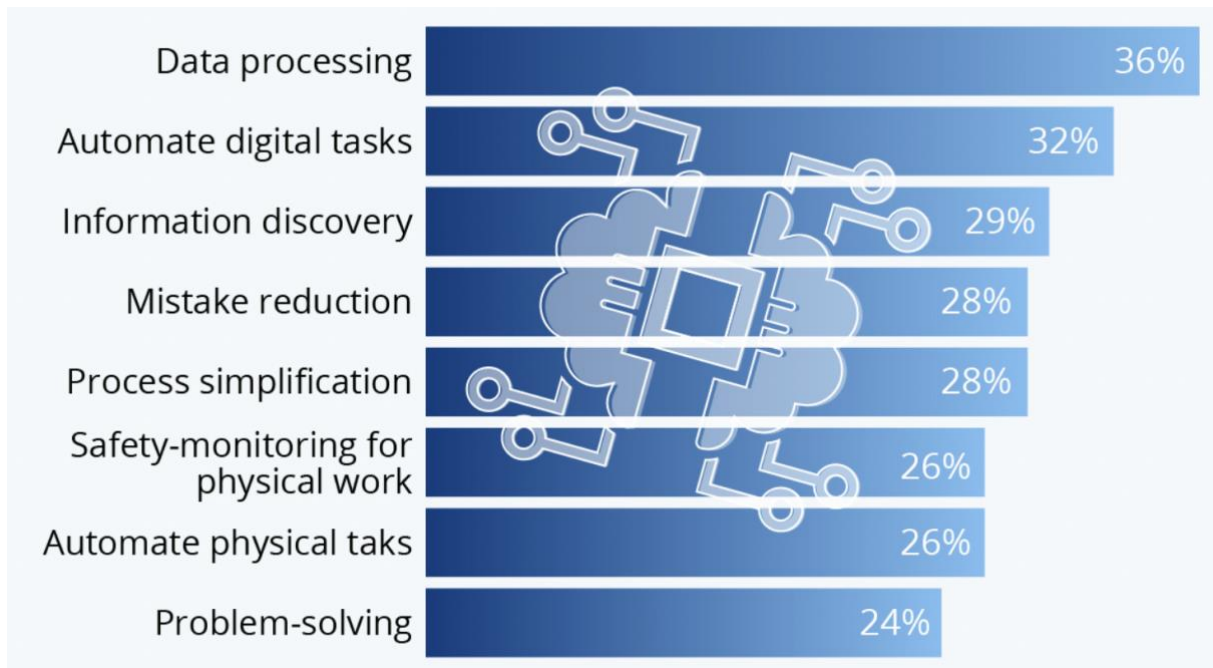 Data processing 36%
Automate digital tasks 32%
Information discovery 29%
Mistake reduction 28%
Process simplification 28%
Safety-monitoring for
physical work 26%
Automate physical taks 26%
Problem-solving 24%